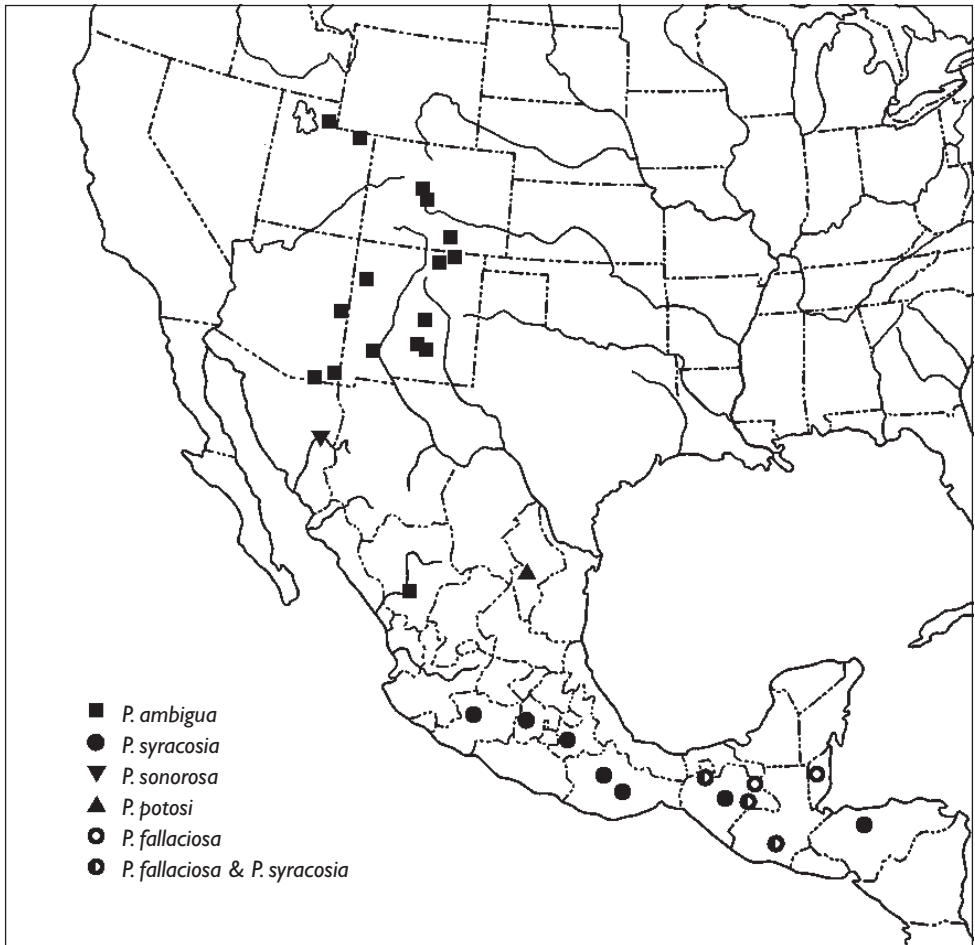 P. ambigua
P. syracosia
P. sonorosa
P. potosi
P. fallaciosa
P. fallaciosa & P. syracosia